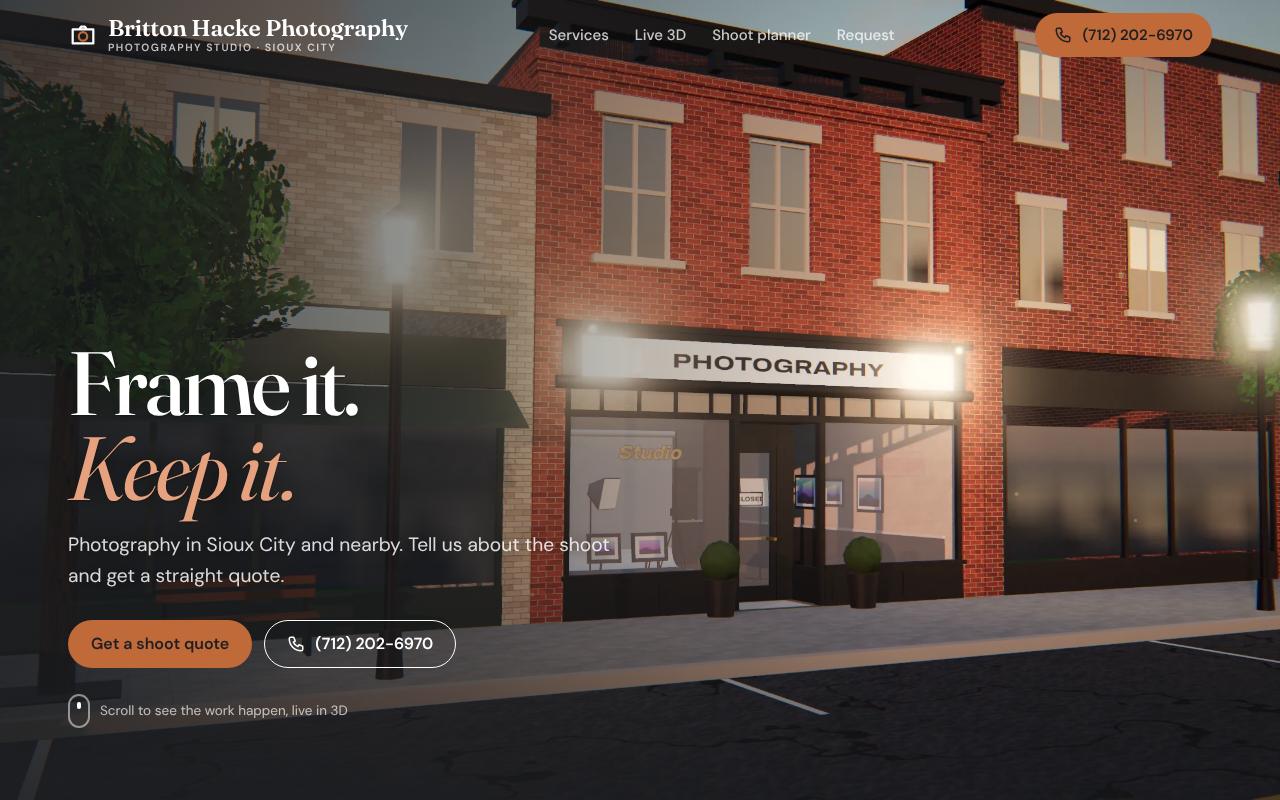 Britton Hacke Photography
PHOTOGRAPHY STUDIO · SIOUX CITY
Services
Live 3D
Shoot planner
Request
(712) 202-6970
PHOTOGRAPHY
Studio
CLOSED
Frame it.
Keep it.
Photography in Sioux City and nearby. Tell us about the shoot
and get a straight quote.
Get a shoot quote
(712) 202-6970
Scroll to see the work happen, live in 3D